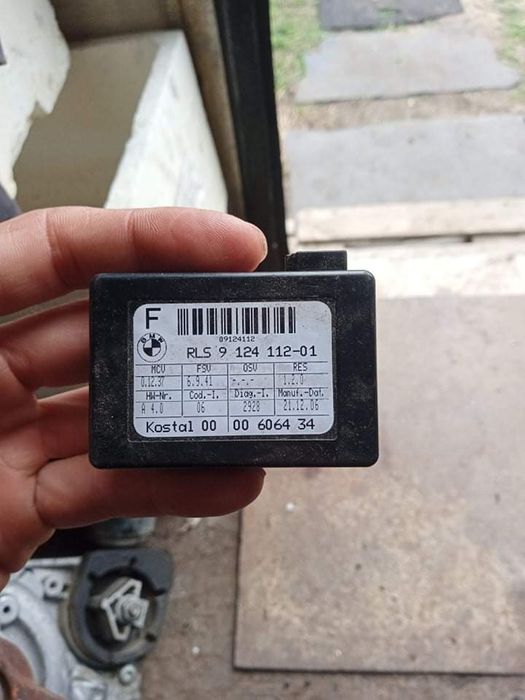 F
09124112
BMW
RLS 9 124 112-01
MCV FSV OSV RES
0.12.37 6.9.41 -.-.- 1.2.0
HW-Nr. Cod.-I. Diag.-I. Manuf.-Dat.
A 4.0 06 2928 21.12.06
Kostal 00 00 6064 34